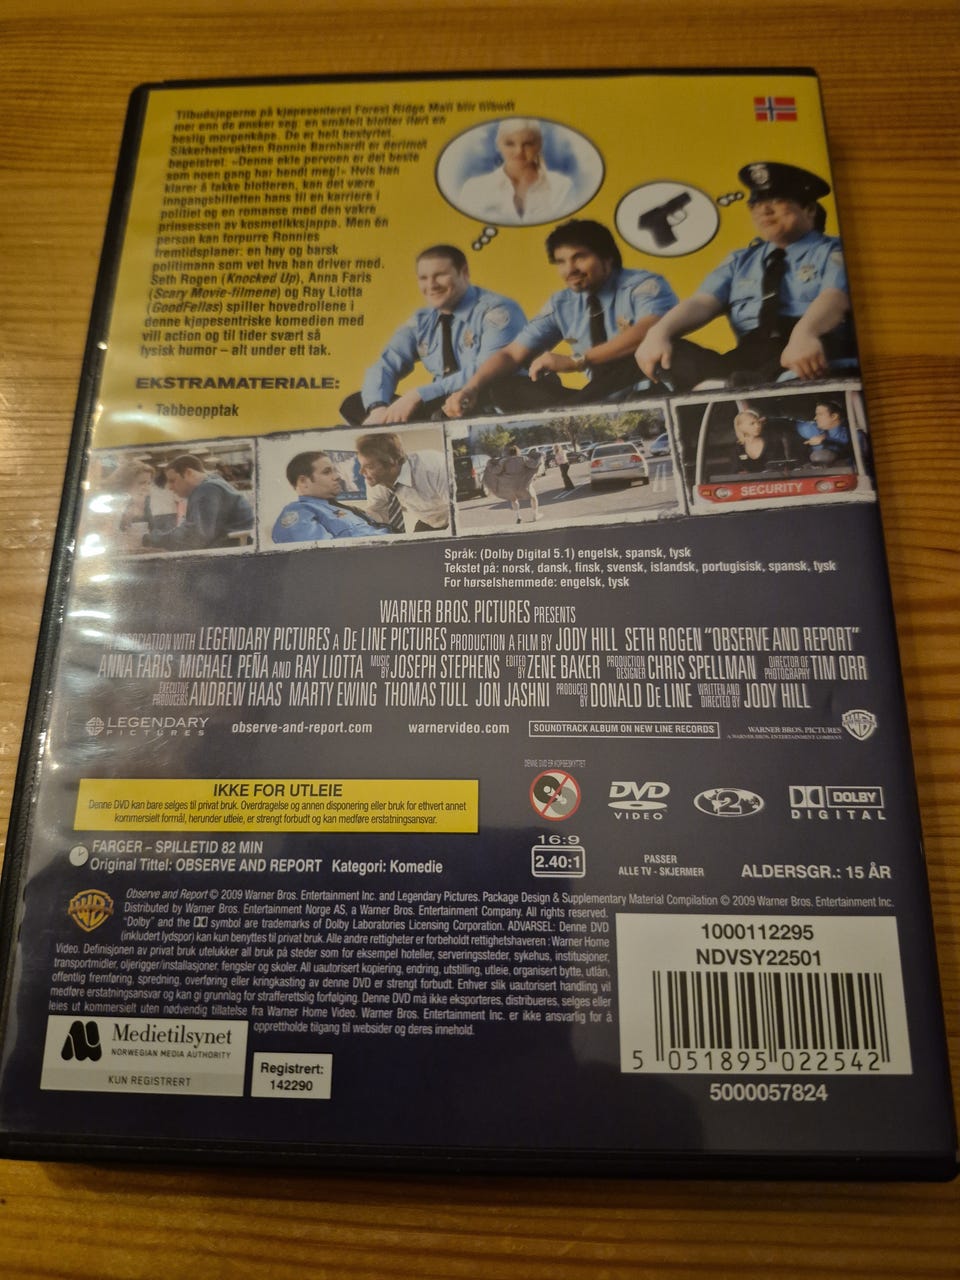 Tilbudsjegerne på kjøpesenteret Forest Ridge Mall blir tilbudt
mer enn de ønsker seg: en småfeit blotter iført en
hestig morgenkåpe. De er helt bestyrtet.
Sikkerhetsvakten Ronnie Barnhardt er derimot
begeistret: «Denne ekle pervoen er det beste
som noen gang har hendt meg!» Hvis han
klarer å takke blotteren, kan det være
inngangsbilletten hans til en karriere i
politiet og en romanse med den vakre
prinsessen av kosmetikksjappa. Men én
person kan forpurre Ronnies
fremtidsplaner: en høy og barsk
politimann som vet hva han driver med.
Seth Rogen (Knocked Up), Anna Faris
(Scary Movie-filmene) og Ray Liotta
(GoodFellas) spiller hovedrollene i
denne kjøpesentriske komedien med
vill action og til tider svært så
fysisk humor – alt under ett tak.
EKSTRAMATERIALE:
• Tabbeopptak
SECURITY
Språk: (Dolby Digital 5.1) engelsk, spansk, tysk
Tekstet på: norsk, dansk, finsk, svensk, islandsk, portugisisk, spansk, tysk
For hørselshemmede: engelsk, tysk
WARNER BROS. PICTURES PRESENTS
IN ASSOCIATION WITH LEGENDARY PICTURES A DE LINE PICTURES PRODUCTION A FILM BY JODY HILL SETH ROGEN "OBSERVE AND REPORT"
ANNA FARIS MICHAEL PEÑA AND RAY LIOTTA MUSIC BY JOSEPH STEPHENS EDITED BY ZENE BAKER PRODUCTION DESIGNER CHRIS SPELLMAN DIRECTOR OF PHOTOGRAPHY TIM ORR
EXECUTIVE PRODUCERS ANDREW HAAS MARTY EWING THOMAS TULL JON JASHNI PRODUCED BY DONALD DE LINE WRITTEN AND DIRECTED BY JODY HILL
LEGENDARY PICTURES observe-and-report.com warnervideo.com SOUNDTRACK ALBUM ON NEW LINE RECORDS WARNER BROS. PICTURES
A WARNER BROS. ENTERTAINMENT COMPANY
DENNE DVD ER KOPIBESKYTTET
IKKE FOR UTLEIE
Denne DVD kan bare selges til privat bruk. Overdragelse og annen disponering eller bruk for ethvert annet
kommersielt formål, herunder utleie, er strengt forbudt og kan medføre erstatningsansvar.
DVD VIDEO
2
DOLBY DIGITAL
FARGER – SPILLETID 82 MIN
Original Tittel: OBSERVE AND REPORT Kategori: Komedie
16:9
2.40:1
PASSER
ALLE TV - SKJERMER
ALDERSGR.: 15 ÅR
Observe and Report © 2009 Warner Bros. Entertainment Inc. and Legendary Pictures. Package Design & Supplementary Material Compilation © 2009 Warner Bros. Entertainment Inc.
Distributed by Warner Bros. Entertainment Norge AS, a Warner Bros. Entertainment Company. All rights reserved.
"Dolby" and the DD symbol are trademarks of Dolby Laboratories Licensing Corporation. ADVARSEL: Denne DVD
(inkludert lydspor) kan kun benyttes til privat bruk. Alle andre rettigheter er forbeholdt rettighetshaveren : Warner Home
Video. Definisjonen av privat bruk utelukker all bruk på steder som for eksempel hoteller, serveringssteder, sykehus, institusjoner,
transportmidler, oljerigger/installasjoner, fengsler og skoler. All uautorisert kopiering, endring, utstilling, utleie, organisert bytte, utlån,
offentlig fremføring, spredning, overføring eller kringkasting av denne DVD er strengt forbudt. Enhver slik uautorisert handling vil
medføre erstatningsansvar og kan gi grunnlag for strafferettslig forfølging. Denne DVD må ikke eksporteres, distribueres, selges eller
leies ut kommersielt uten nødvendig tillatelse fra Warner Home Video. Warner Bros. Entertainment Inc. er ikke ansvarlig for å
opprettholde tilgang til websider og deres innehold.
Medietilsynet
NORWEGIAN MEDIA AUTHORITY
KUN REGISTRERT
Registrert:
142290
1000112295
NDVSY22501
5 051895 022542
5000057824